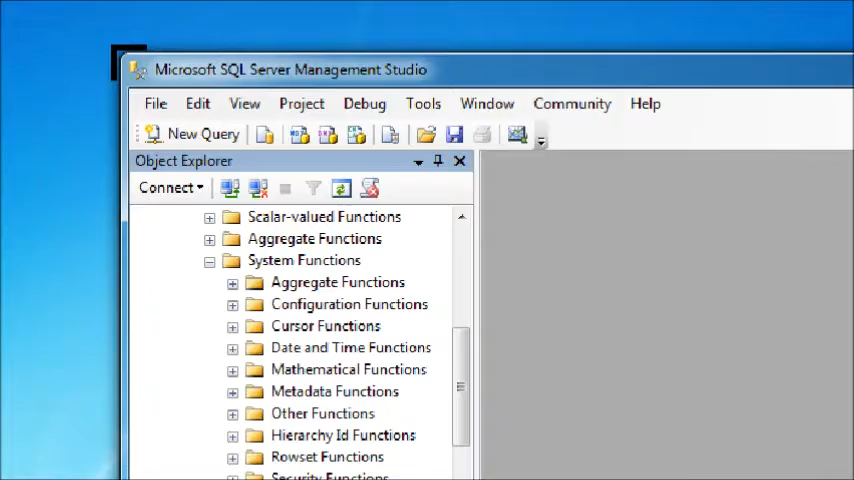 Microsoft SQL Server Management Studio
File Edit View Project Debug Tools Window Community Help
New Query
Object Explorer
Connect
Scalar-valued Functions
Aggregate Functions
System Functions
Aggregate Functions
Configuration Functions
Cursor Functions
Date and Time Functions
Mathematical Functions
Metadata Functions
Other Functions
Hierarchy Id Functions
Rowset Functions
Security Functions